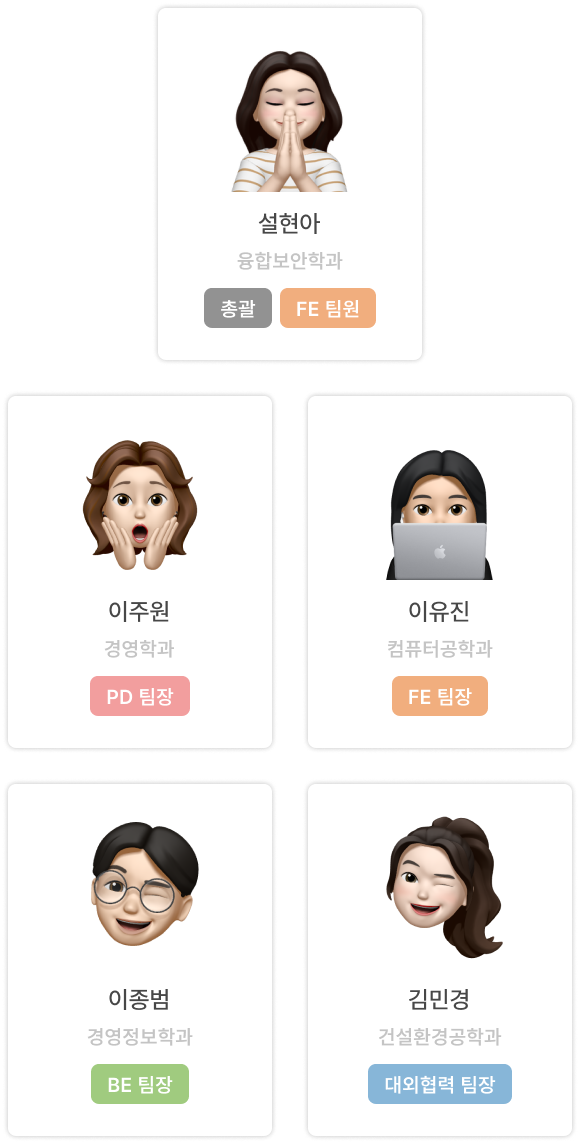 설현아
융합보안학과
총괄 FE 팀원
이주원
경영학과
PD 팀장
이유진
컴퓨터공학과
FE 팀장
이종범
경영정보학과
BE 팀장
김민경
건설환경공학과
대외협력 팀장